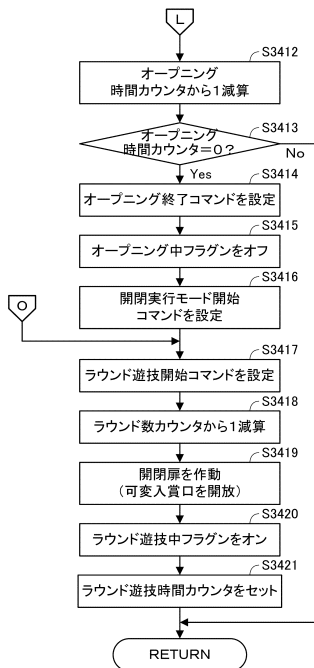 L
S3412
オープニング
時間カウンタから1減算
S3413
オープニング
時間カウンタ=0?
No
Yes
S3414
オープニング終了コマンドを設定
S3415
オープニング中フラグンをオフ
S3416
開閉実行モード開始
コマンドを設定
O
S3417
ラウンド遊技開始コマンドを設定
S3418
ラウンド数カウンタから1減算
S3419
開閉扉を作動
(可変入賞口を開放)
S3420
ラウンド遊技中フラグンをオン
S3421
ラウンド遊技時間カウンタをセット
RETURN